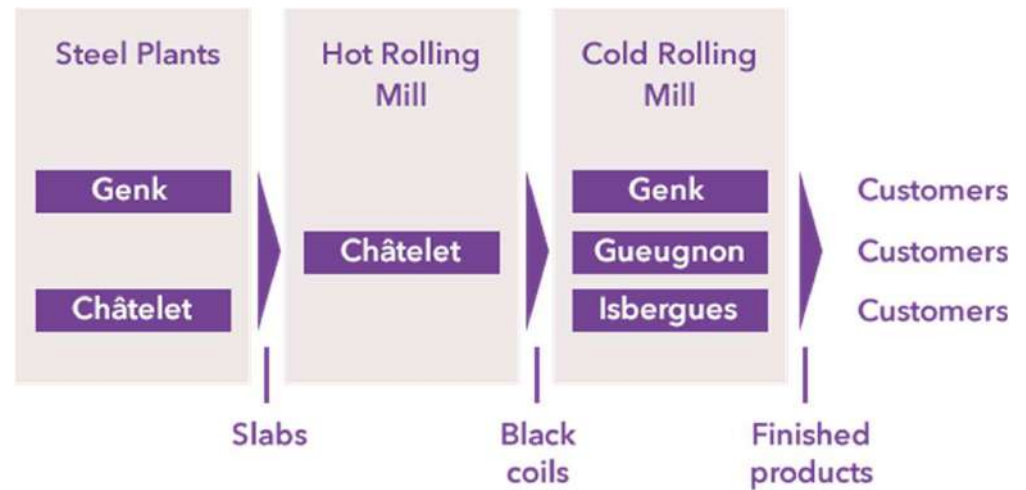 Steel Plants
Hot Rolling
Mill
Cold Rolling
Mill
Genk
Châtelet
Châtelet
Genk
Gueugnon
Isbergues
Customers
Customers
Customers
Slabs
Black
coils
Finished
products